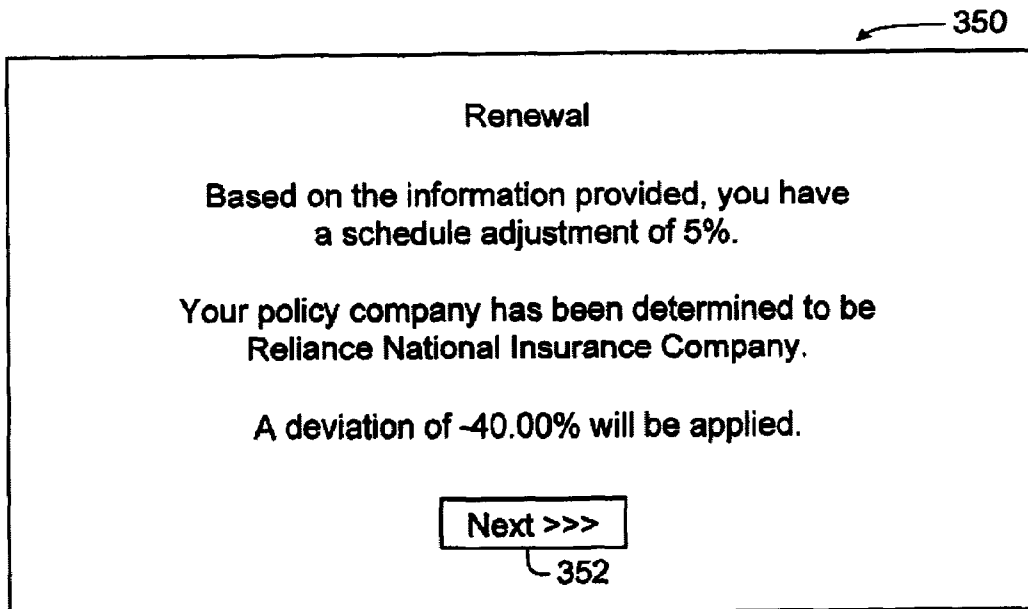 350
Renewal
Based on the information provided, you have
a schedule adjustment of 5%.
Your policy company has been determined to be
Reliance National Insurance Company.
A deviation of -40.00% will be applied.
Next >>>
352